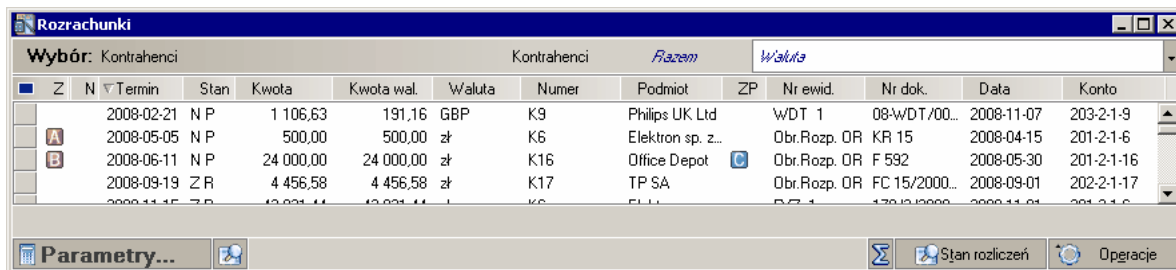 Rozrachunki
Wybór: Kontrahenci Kontrahenci Razem Waluta
Z N Termin Stan Kwota Kwota wal. Waluta Numer Podmiot ZP Nr ewid. Nr dok. Data Konto
2008-02-21 N P 1 106,63 191,16 GBP K9 Philips UK Ltd WDT 1 08-WDT/00... 2008-11-07 203-2-1-9
A 2008-05-05 N P 500,00 500,00 zł K6 Elektron sp. z... Obr.Rozp. OR KR 15 2008-04-15 201-2-1-6
B 2008-06-11 N P 24 000,00 24 000,00 zł K16 Office Depot C Obr.Rozp. OR F 592 2008-05-30 201-2-1-16
2008-09-19 Z R 4 456,58 4 456,58 zł K17 TP SA Obr.Rozp. OR FC 15/2000... 2008-09-01 202-2-1-17
Parametry... Σ Stan rozliczeń Operacje